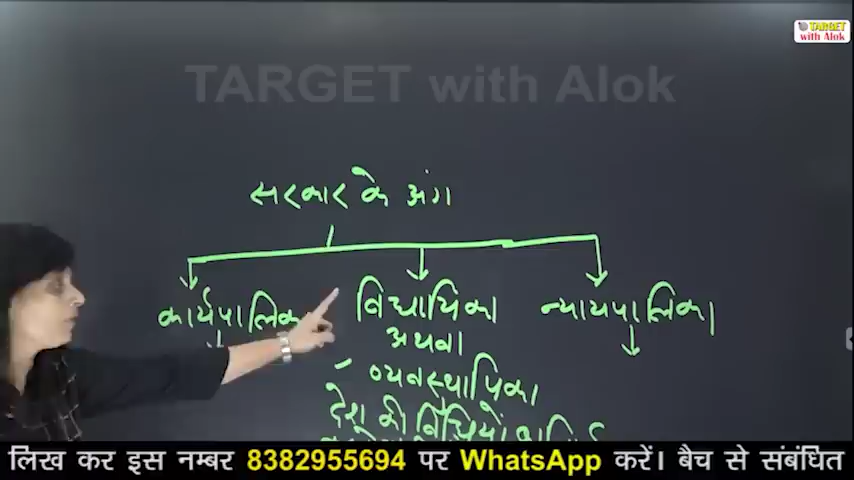 TARGET
with Alok
TARGET with Alok
सरकार के अंग
कार्यपालिका विधायिका न्यायपालिका
अथवा
- व्यवस्थापिका
देश की विधियों का
लिख कर इस नम्बर 8382955694 पर WhatsApp करें। बैच से संबंधित